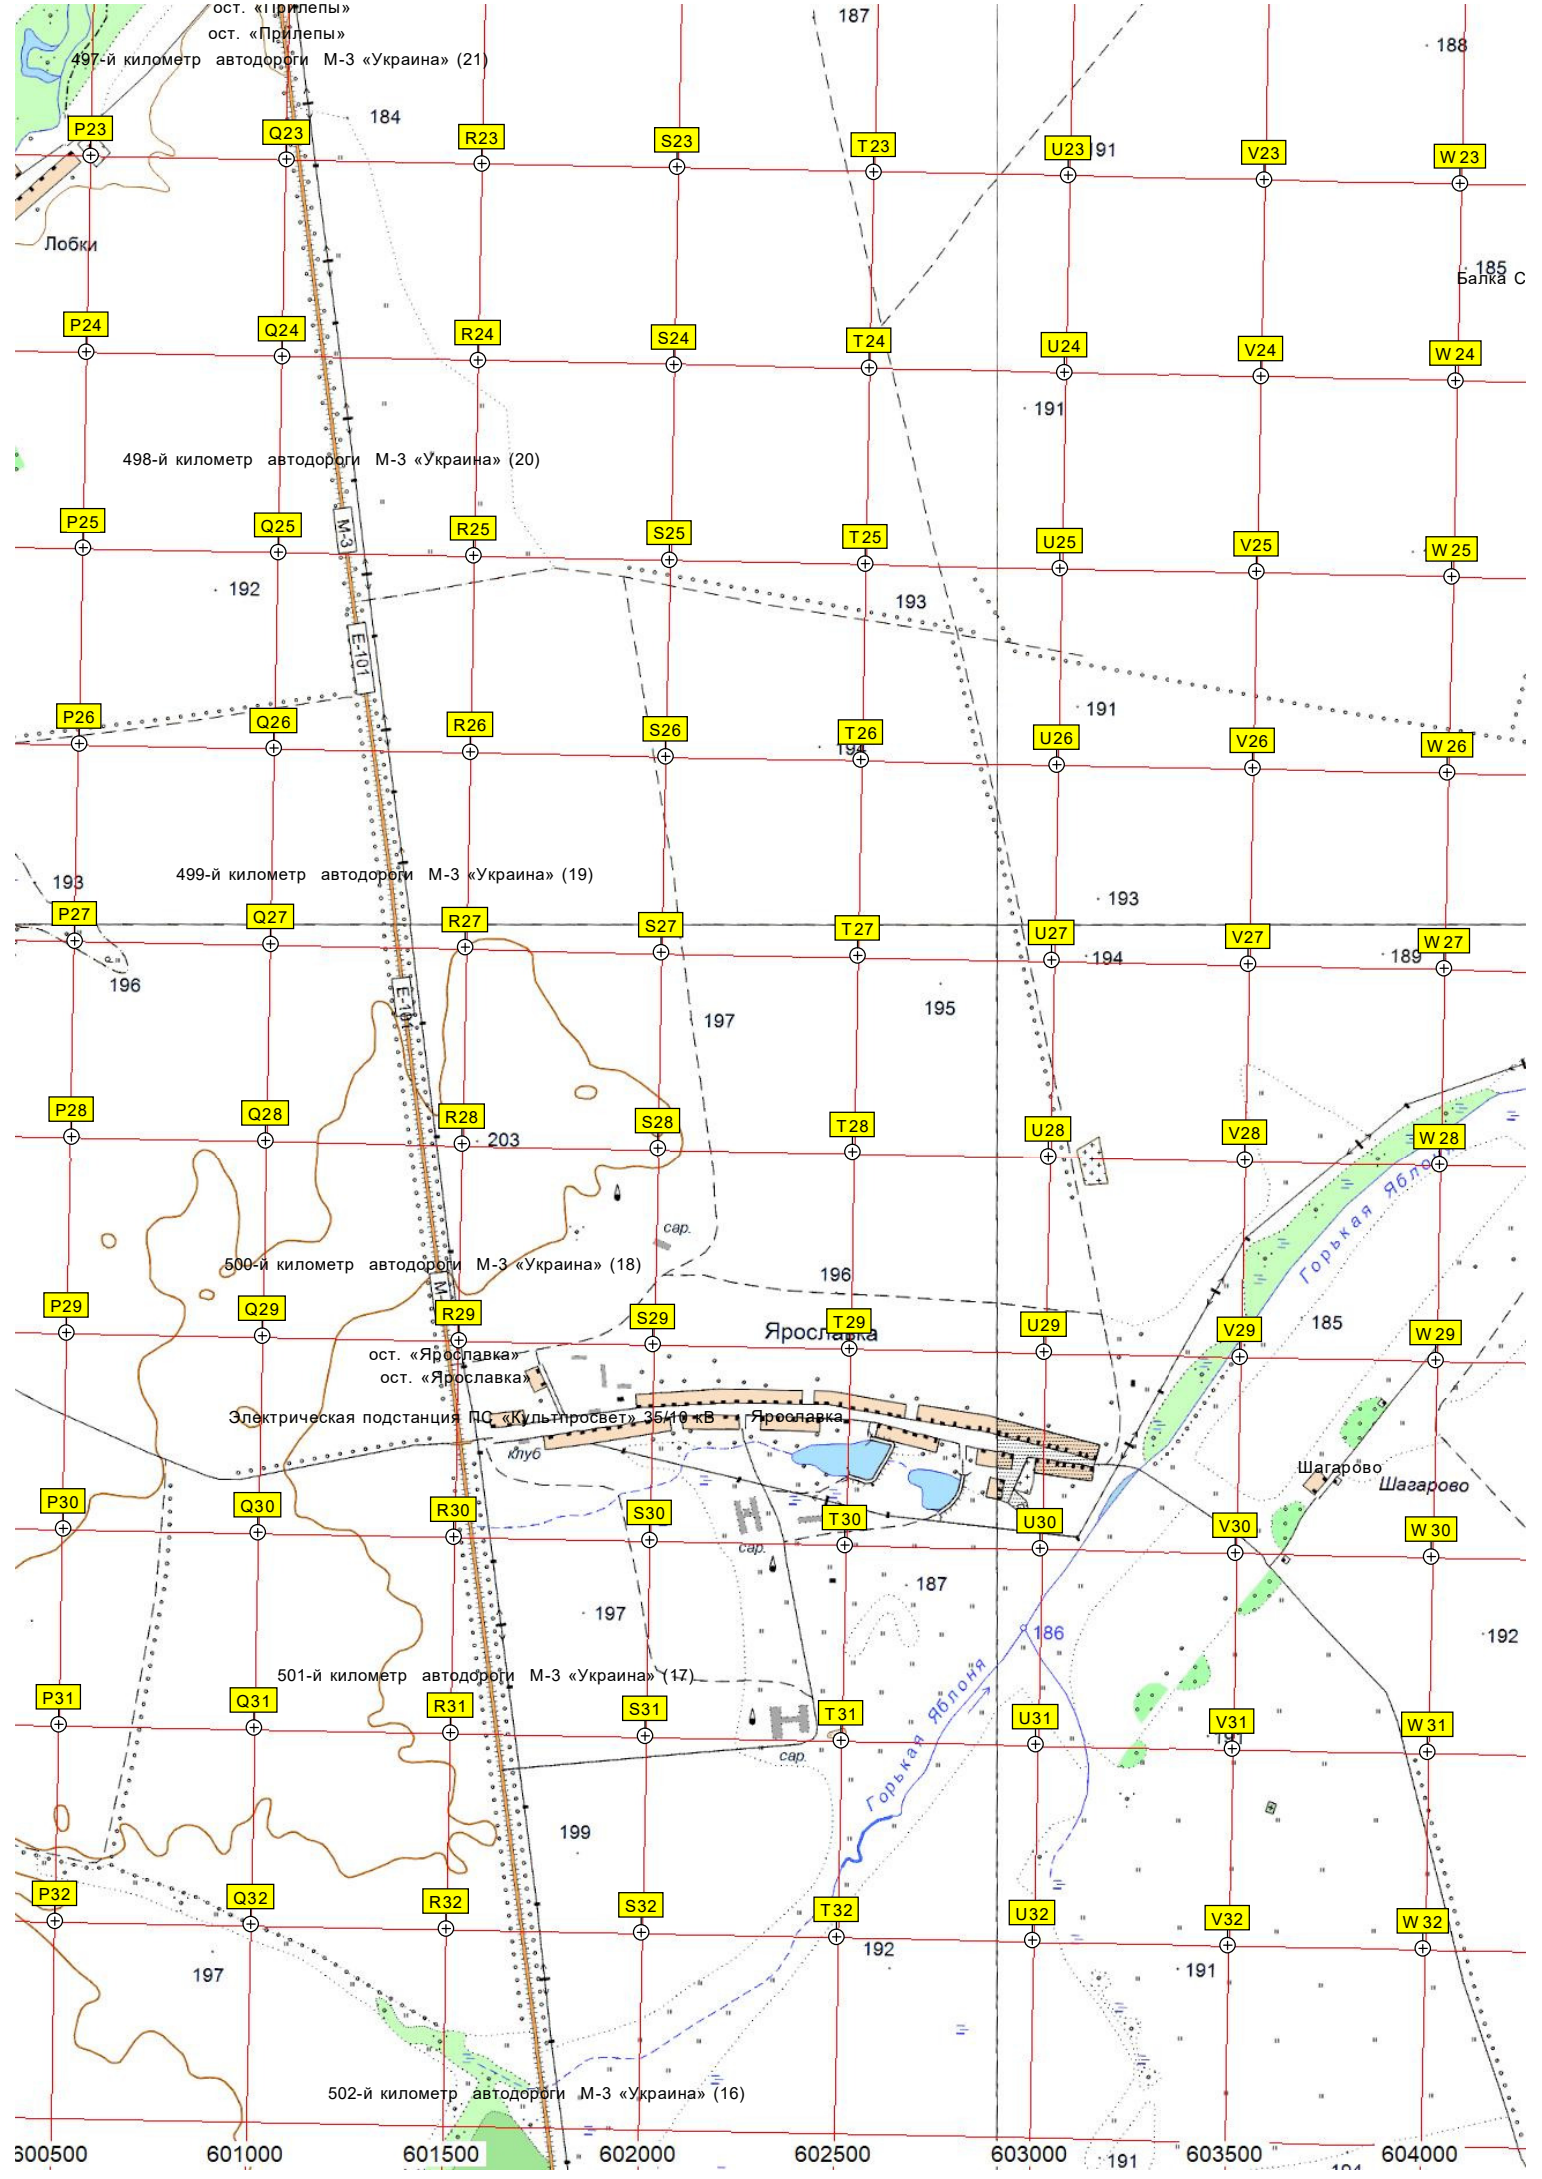 ост. «Прилепы»
187
ост. «Прилепы»
188
497-й километр автодороги М-3 «Украина» (21)
184
P23
Q23
R23
S23
T23
U23
191
V23
W23
Лобки
185
Балка С
P24
Q24
R24
S24
T24
U24
V24
W24
191
498-й километр автодороги М-3 «Украина» (20)
P25
Q25
M-3
R25
S25
T25
U25
V25
W25
192
193
E-101
P26
Q26
R26
S26
T26
194
191
U26
V26
W26
499-й километр автодороги М-3 «Украина» (19)
193
193
P27
Q27
R27
S27
T27
U27
194
V27
189
W27
196
E-101
197
195
P28
Q28
R28
203
S28
T28
U28
V28
W28
Горькая Яблоня
сар.
500-й километр автодороги М-3 «Украина» (18)
196
P29
Q29
R29
S29
T29
Ярославка
U29
V29
185
W29
ост. «Ярославка»
ост. «Ярославка»
Электрическая подстанция ПС «Культпросвет» 35/10 кВ
Ярославка
клуб
Шагарово
Шагарово
P30
Q30
R30
S30
T30
U30
V30
W30
сар.
187
197
186
192
501-й километр автодороги М-3 «Украина» (17)
Горькая Яблоня
P31
Q31
R31
S31
T31
U31
V31
191
W31
сар.
199
P32
Q32
R32
S32
T32
U32
V32
W32
192
197
191
502-й километр автодороги М-3 «Украина» (16)
600500
601000
601500
602000
602500
603000
191
603500
604000